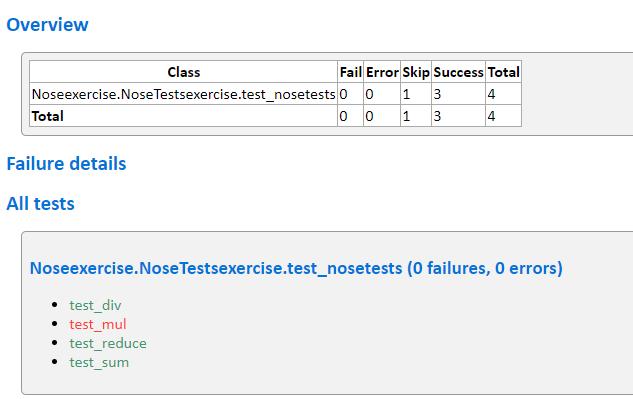 Overview
Class Fail Error Skip Success Total
Noseexercise.NoseTestsexercise.test_nosetests 0 0 1 3 4
Total 0 0 1 3 4
Failure details
All tests
Noseexercise.NoseTestsexercise.test_nosetests (0 failures, 0 errors)
test_div
test_mul
test_reduce
test_sum